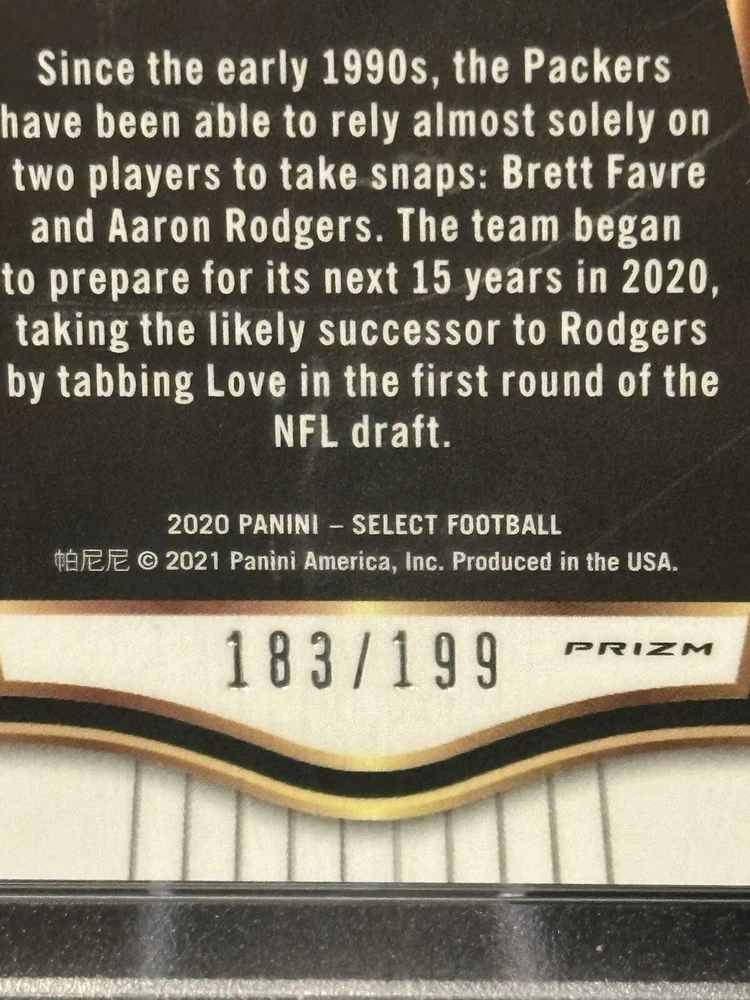 Since the early 1990s, the Packers
have been able to rely almost solely on
two players to take snaps: Brett Favre
and Aaron Rodgers. The team began
to prepare for its next 15 years in 2020,
taking the likely successor to Rodgers
by tabbing Love in the first round of the
NFL draft.
2020 PANINI – SELECT FOOTBALL
帕尼尼 © 2021 Panini America, Inc. Produced in the USA.
183/199
PRIZM